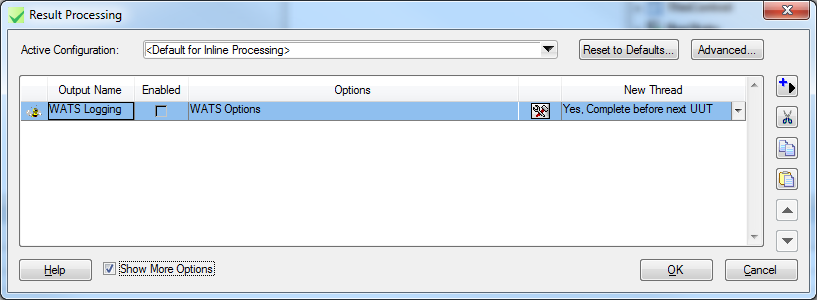 Result Processing
Active Configuration: <Default for Inline Processing> Reset to Defaults... Advanced...
Output Name Enabled Options New Thread
WATS Logging WATS Options Yes, Complete before next UUT
Help Show More Options OK Cancel